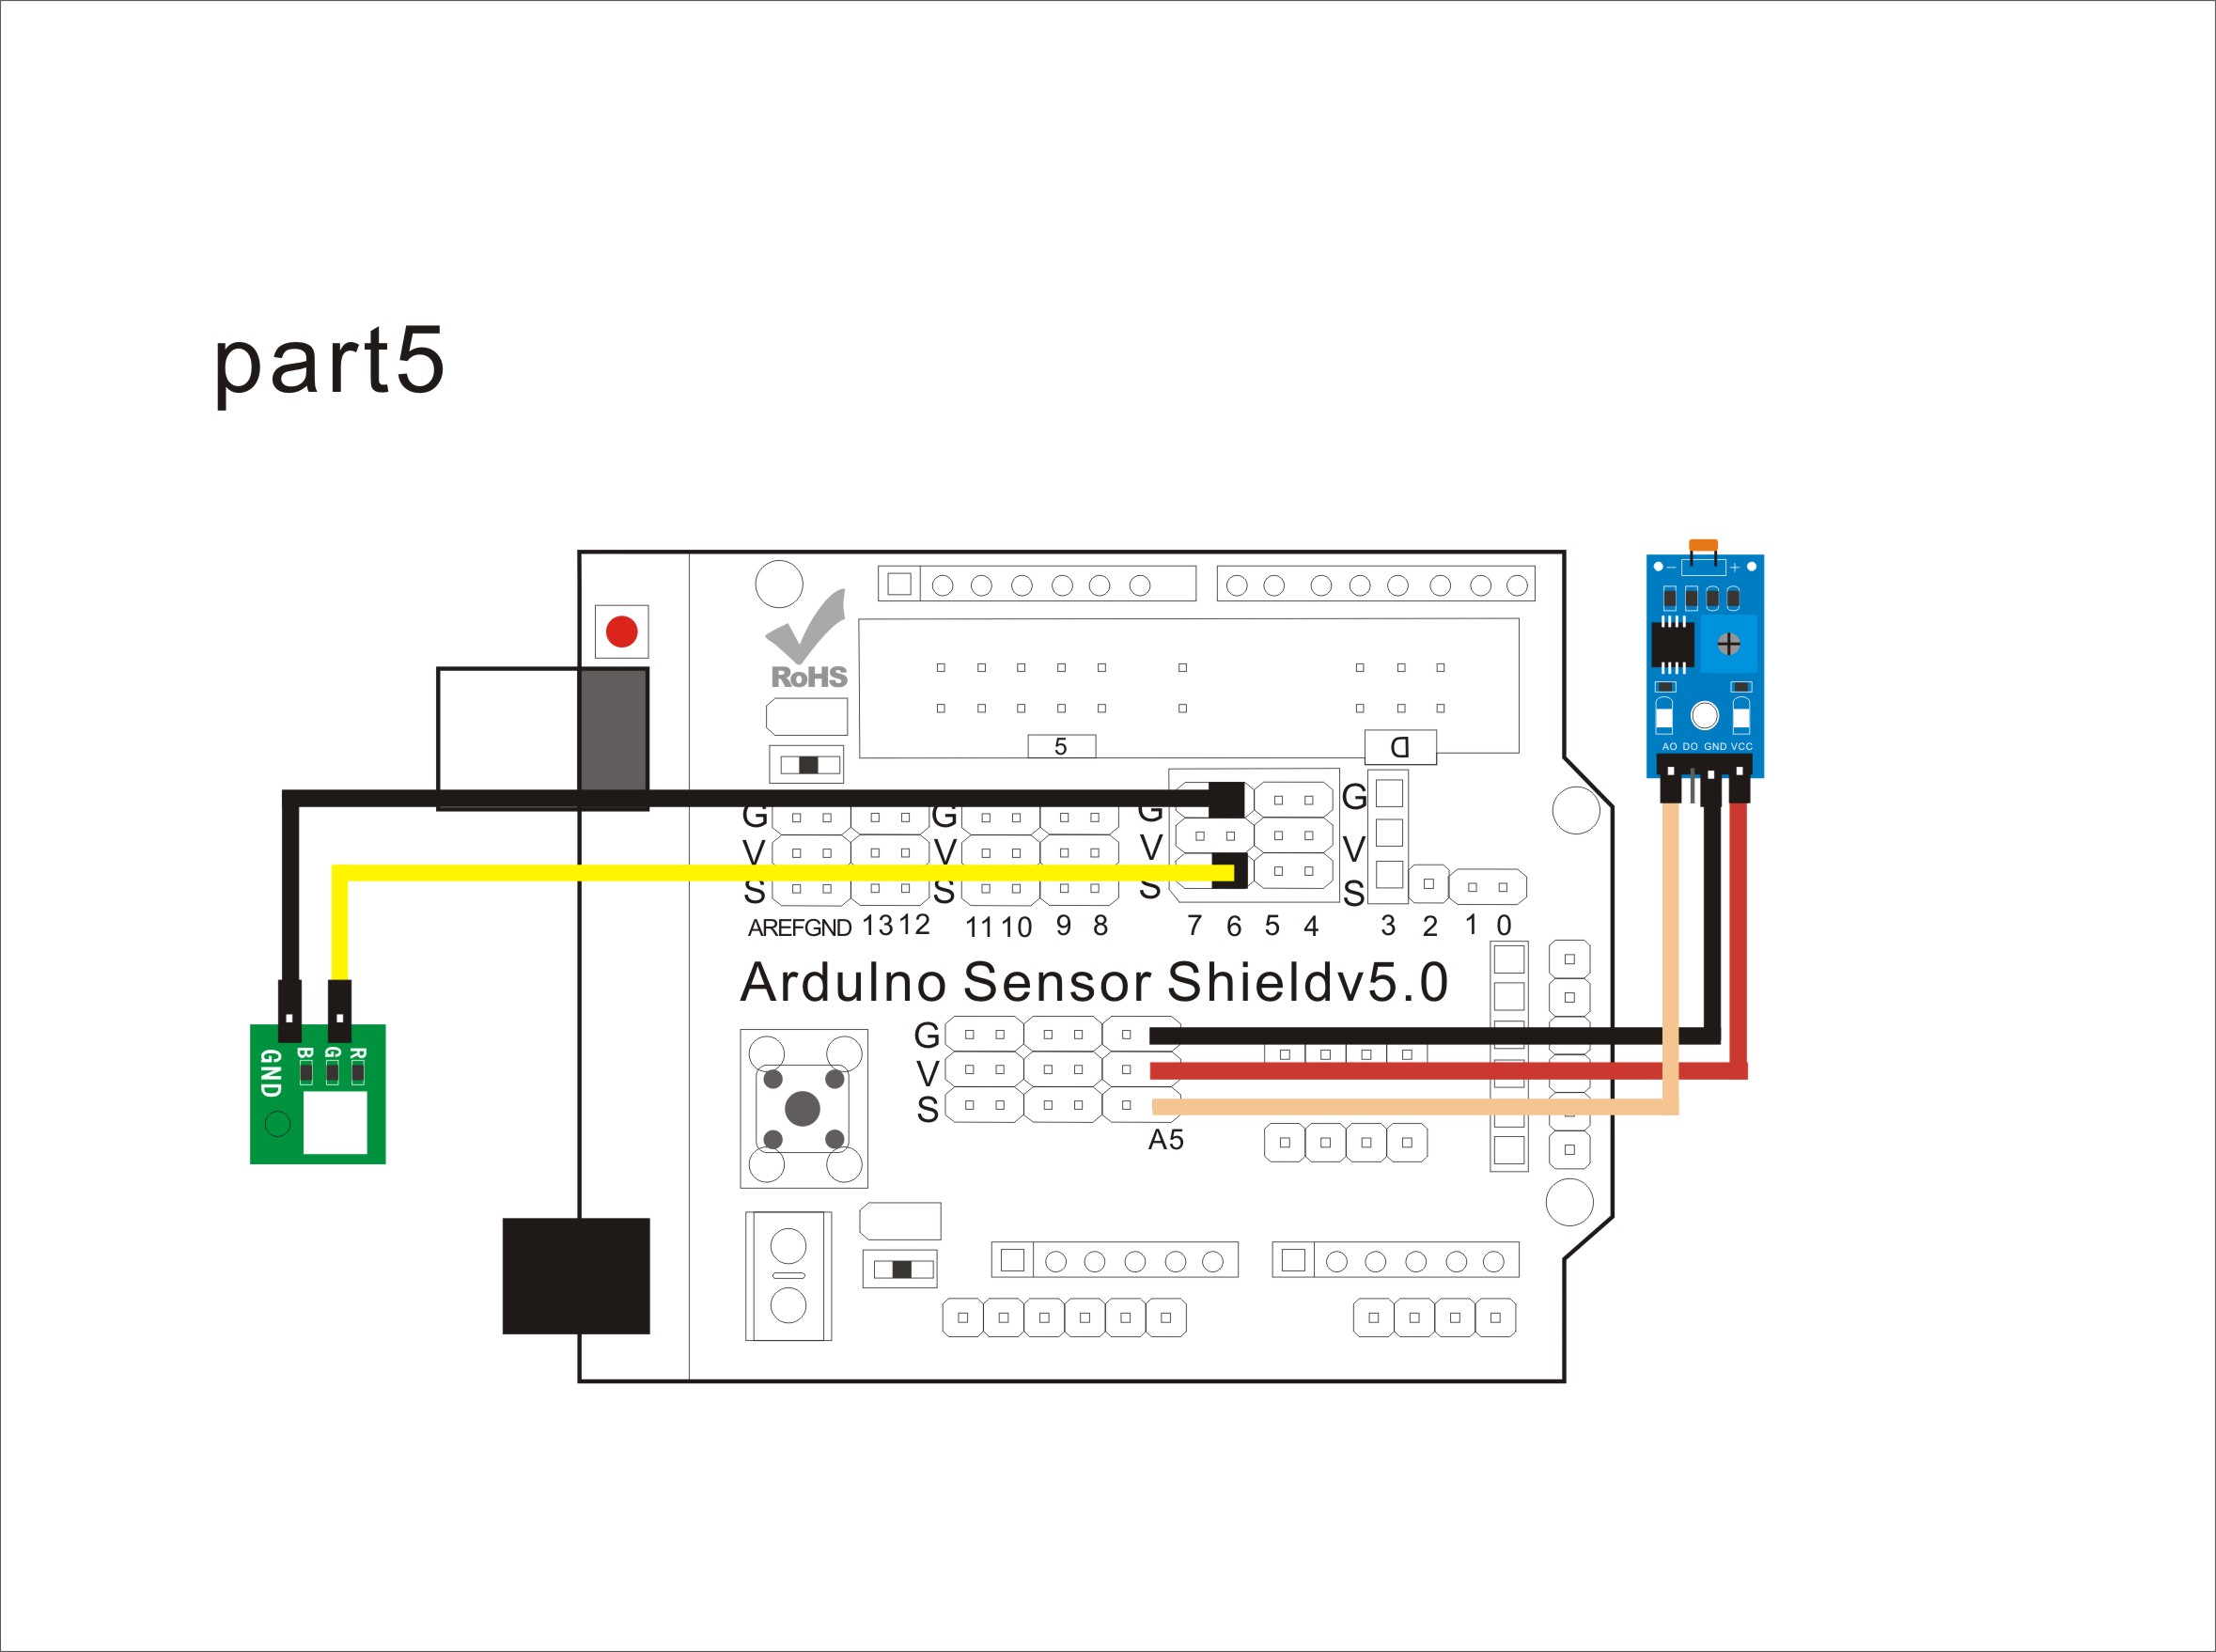 part5
RoHS
− +
5 D
AO DO GND VCC
G G G G
V V V V
S S S S
AREFGND 13 12 11 10 9 8 7 6 5 4 3 2 1 0
Ardulno Sensor Shieldv5.0
GND B G R
G
V
S
A5